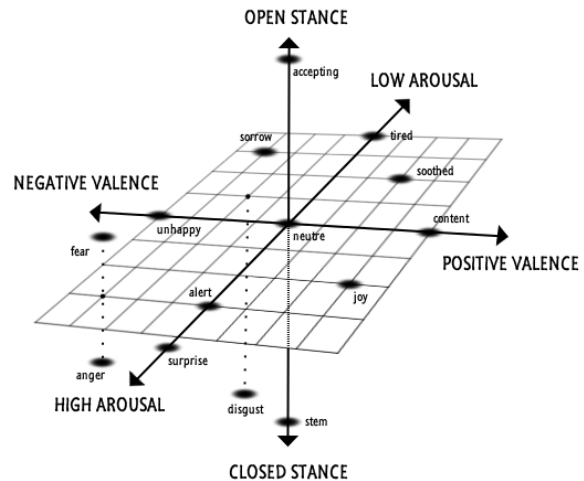 OPEN STANCE
accepting
LOW AROUSAL
tired
sorrow
soothed
NEGATIVE VALENCE
unhappy
neutre
content
POSITIVE VALENCE
fear
alert
joy
surprise
anger
HIGH AROUSAL
disgust
stem
CLOSED STANCE